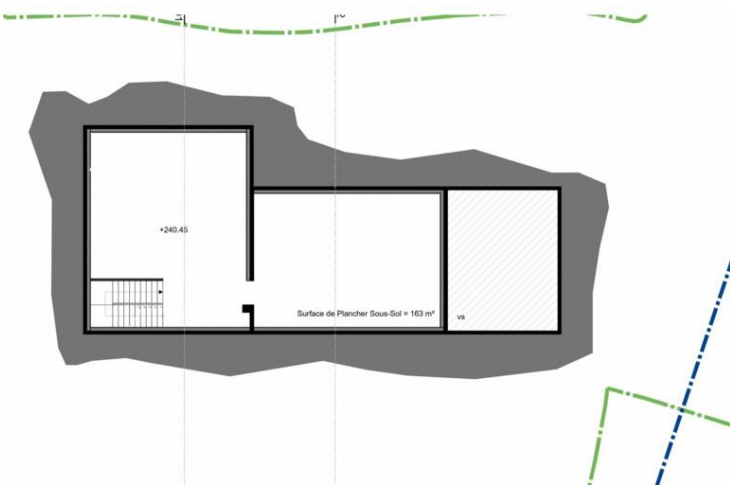 +240.45
Surface de Plancher Sous-Sol = 163 m²
vs